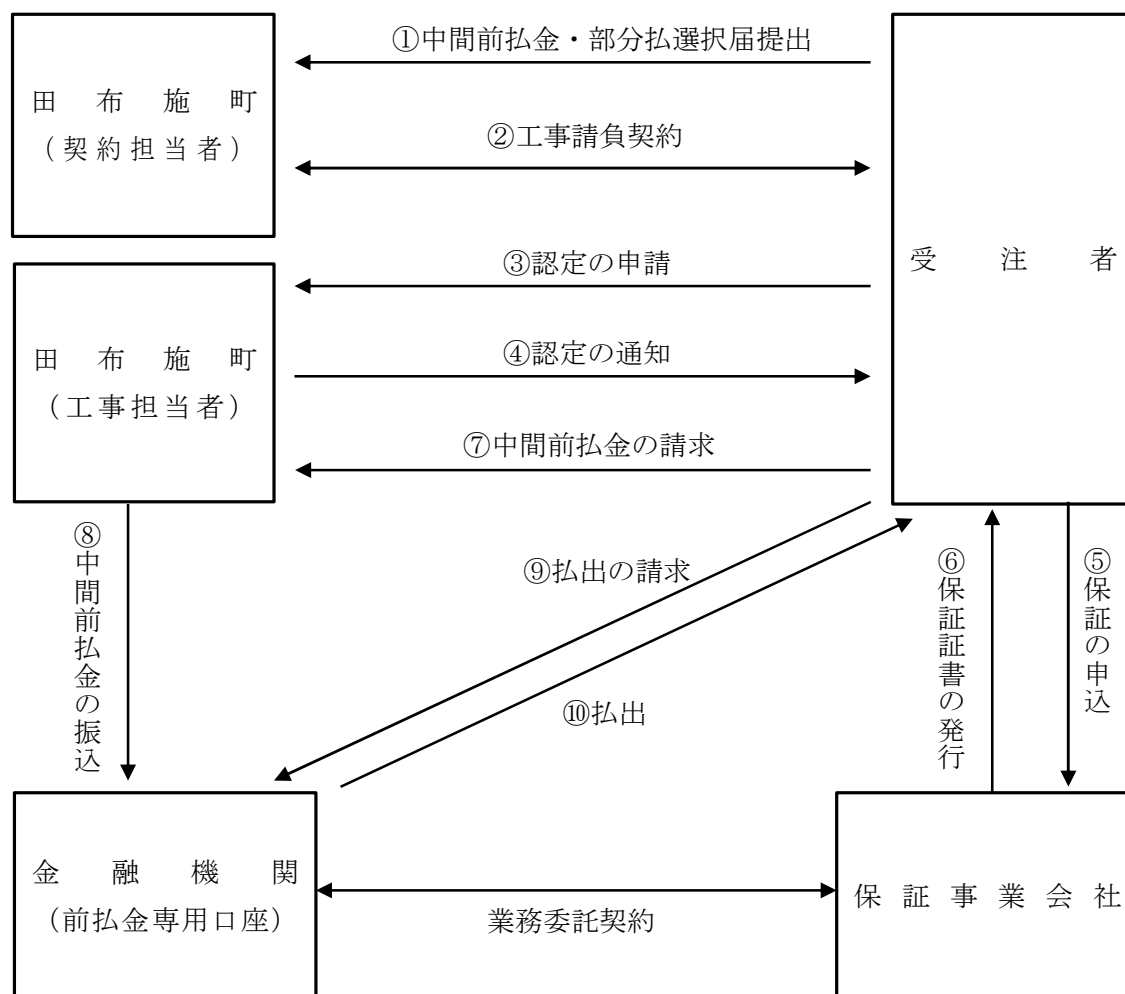 ①中間前払金・部分払選択届提出
田布施町
（契約担当者）
②工事請負契約
受注者
③認定の申請
田布施町
（工事担当者）
④認定の通知
⑦中間前払金の請求
⑧中間前払金の振込
⑨払出の請求
⑩払出
⑥保証証書の発行
⑤保証の申込
金融機関
（前払金専用口座）
業務委託契約
保証事業会社